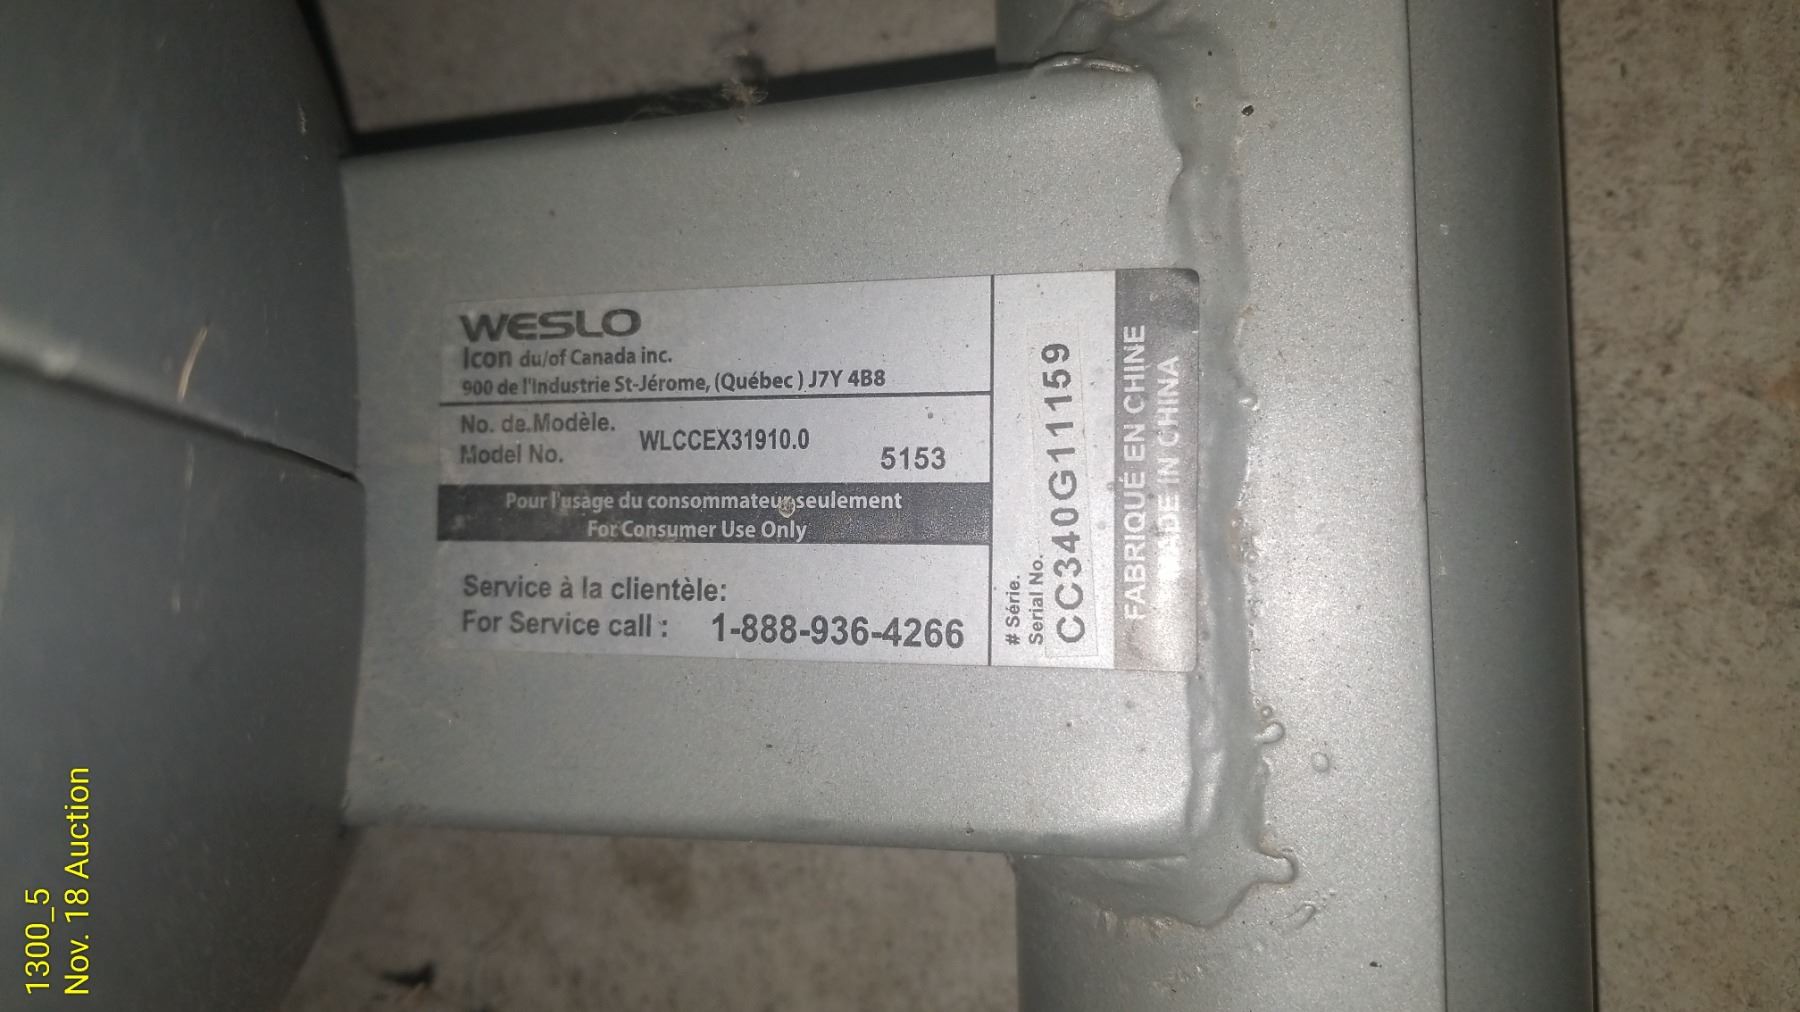 WESLO
Icon du/of Canada inc.
900 de l'Industrie St-Jérome, (Québec ) J7Y 4B8
No. de Modèle.
Model No.
WLCCEX31910.0
5153
Pour l'usage du consommateur seulement
For Consumer Use Only
Service à la clientèle:
For Service call : 1-888-936-4266
# Série.
Serial No.
CC340G11159
FABRIQUÉ EN CHINE
MADE IN CHINA
1300_5
Nov. 18 Auction